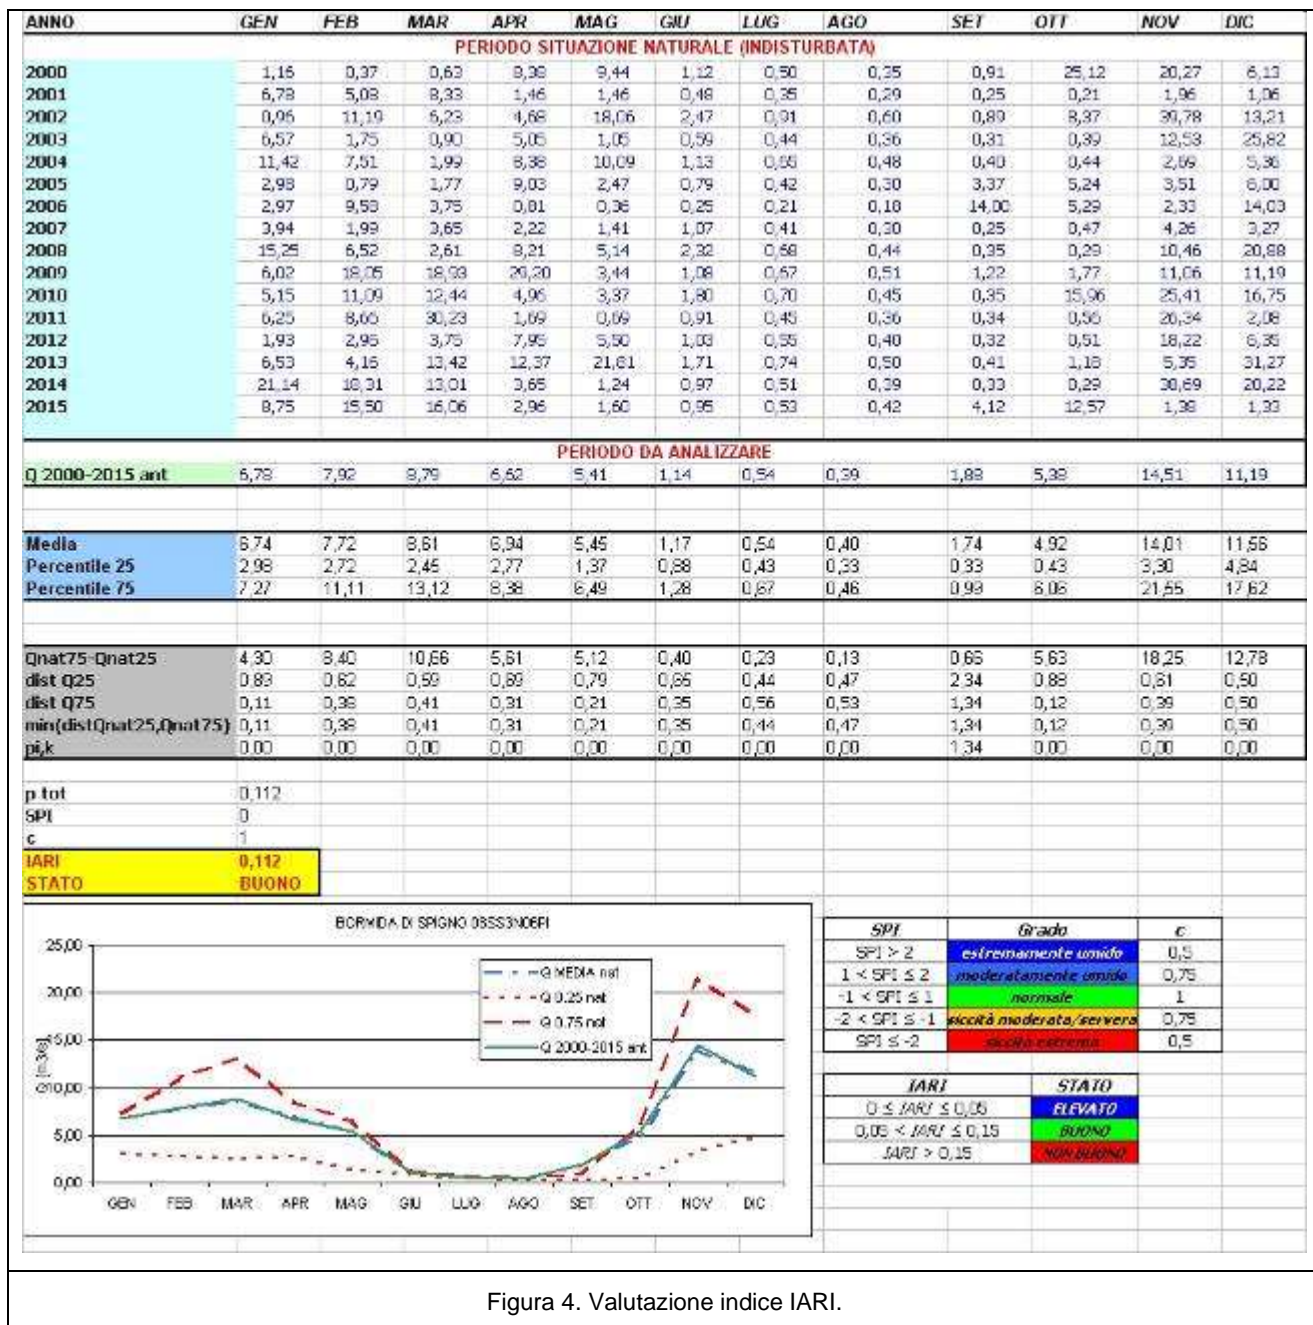 ANNO GEN FEB MAR APR MAG GIU LUG AGO SET OTT NOV DIC
PERIODO SITUAZIONE NATURALE (INDISTURBATA)
2000 1,16 0,37 0,63 8,38 9,44 1,12 0,50 0,35 0,91 25,12 20,27 6,13
2001 6,78 5,08 8,33 1,46 1,46 0,48 0,35 0,29 0,25 0,21 1,96 1,06
2002 0,96 11,19 6,23 4,68 18,06 2,47 0,91 0,60 0,89 8,37 39,78 13,21
2003 6,57 1,75 0,90 5,05 1,05 0,59 0,44 0,36 0,31 0,39 12,53 25,82
2004 11,42 7,51 1,99 8,38 10,09 1,13 0,65 0,48 0,40 0,44 2,69 5,36
2005 2,98 0,79 1,77 9,03 2,47 0,79 0,42 0,30 3,37 5,24 3,51 6,00
2006 2,97 9,58 3,75 0,81 0,36 0,25 0,21 0,18 14,00 5,29 2,33 14,03
2007 3,94 1,99 3,65 2,22 1,41 1,07 0,41 0,30 0,25 0,47 4,26 3,27
2008 15,25 6,52 2,61 8,21 5,14 2,32 0,68 0,44 0,35 0,29 10,46 20,88
2009 6,02 18,05 18,93 29,20 3,44 1,08 0,67 0,51 1,22 1,77 11,06 11,19
2010 5,15 11,09 12,44 4,96 3,37 1,80 0,70 0,45 0,35 15,96 25,41 16,75
2011 6,25 8,66 30,23 1,69 0,69 0,91 0,45 0,36 0,34 0,56 26,34 2,08
2012 1,93 2,96 3,75 7,95 5,50 1,03 0,55 0,40 0,32 0,51 18,22 6,35
2013 6,53 4,16 13,42 12,37 21,81 1,71 0,74 0,50 0,41 1,18 5,35 31,27
2014 21,14 18,31 13,01 3,65 1,24 0,97 0,51 0,39 0,33 0,29 20,22
2015 8,75 15,50 16,06 2,96 1,60 0,95 0,53 0,42 4,12 12,57 1,38 1,33
PERIODO DA ANALIZZARE
Q 2000-2015 ant 6,78 7,92 8,79 6,62 5,41 1,14 0,54 0,39 1,88 5,38 14,51 11,19
Media 6,74 7,72 8,61 6,94 5,45 1,17 0,54 0,40 1,74 4,92 14,01 11,56
Percentile 25 2,98 2,72 2,45 2,77 1,37 0,88 0,43 0,33 0,33 0,43 3,30 4,84
Percentile 75 7,27 11,11 13,12 8,38 6,49 1,28 0,67 0,46 0,99 6,06 21,55 17,62
Qnat75-Qnat25 4,30 8,40 10,66 5,61 5,12 0,40 0,23 0,13 0,66 5,63 18,25 12,78
dist Q25 0,89 0,62 0,59 0,69 0,79 0,65 0,44 0,47 2,34 0,88 0,61 0,50
dist Q75 0,11 0,38 0,41 0,31 0,21 0,35 0,56 0,53 1,34 0,12 0,39 0,50
min(distQnat25,Qnat75) 0,11 0,38 0,41 0,31 0,21 0,35 0,44 0,47 1,34 0,12 0,39 0,50
pi,k 0,00 0,00 0,00 0,00 0,00 0,00 0,00 0,00 1,34 0,00 0,00 0,00
p tot 0,112
SPI 0
c 1
IARI 0,112
STATO BUONO
BORMIDA DI SPIGNO 06SS3N06PI
Q MEDIA nat
Q 0.25 nat
Q 0.75 nat
Q 2000-2015 ant
Q (m3/s)
25,00
20,00
15,00
10,00
5,00
0,00
GEN FEB MAR APR MAG GIU LUG AGO SET OTT NOV DIC
SPI Grado c
SPI > 2 estremamente umido 0,5
1 < SPI ≤ 2 moderatamente umido 0,75
-1 < SPI ≤ 1 normale 1
-2 < SPI ≤ -1 siccità moderata/servera 0,75
SPI ≤ -2 siccità estrema 0,5
IARI STATO
0 ≤ IARI ≤ 0,05 ELEVATO
0,05 < IARI ≤ 0,15 BUONO
IARI > 0,15 NON BUONO
Figura 4. Valutazione indice IARI.